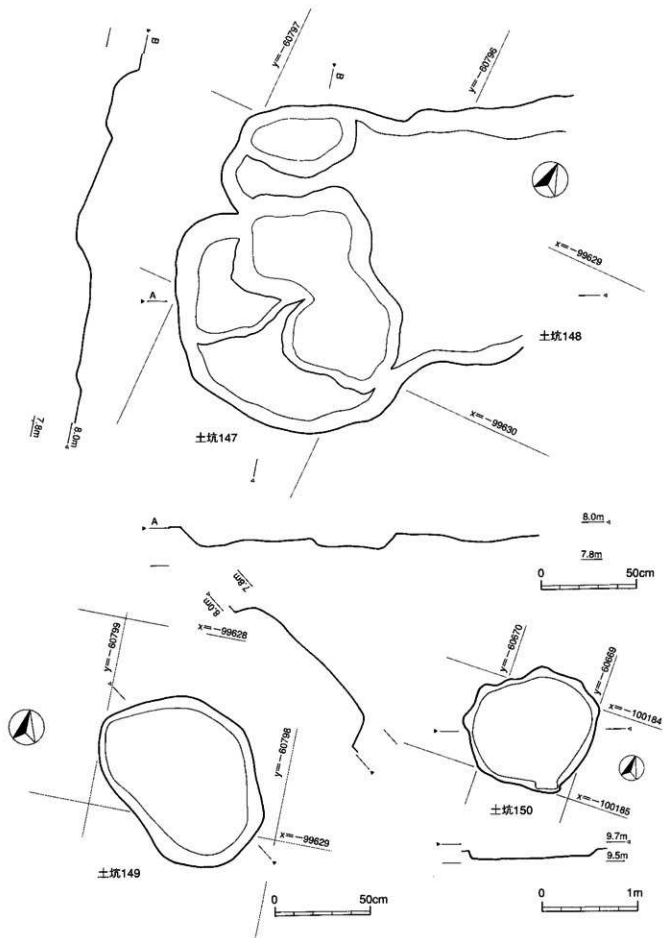 B
y=−60797
B
y=−60796
x=−99629
A
土坑148
7.8m
8.0m
土坑147
x=−99630
A
8.0m
7.8m
0 50cm
7.8m
8.0m
y=−60799
x=−99628
y=−60798
x=−99629
土坑149
0 50cm
y=−60670
y=−60669
x=−100184
土坑150
x=−100185
9.7m
9.5m
0 1m